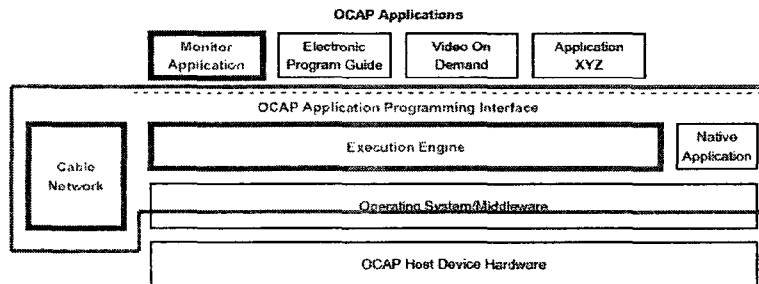 OCAP Applications
Monitor
Application
Electronic
Program Guide
Video On
Demand
Application
XYZ
OCAP Application Programming Interface
Cable
Network
Execution Engine
Native
Application
Operating System/Middleware
OCAP Host Device Hardware